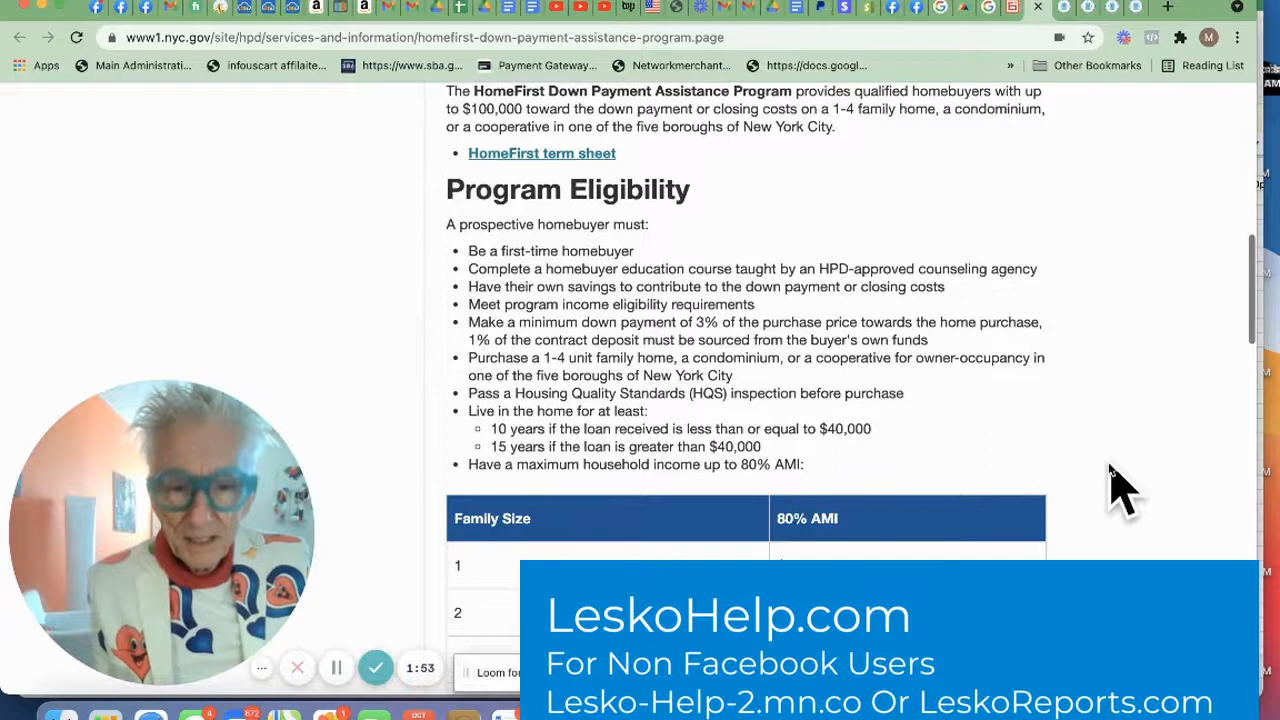 www1.nyc.gov/site/hpd/services-and-information/homefirst-down-payment-assistance-program.page
M
Apps Main Administrati... infouscart affilaite... https://www.sba.g... Payment Gateway... Networkmerchant... https://docs.googl... » Other Bookmarks Reading List
The HomeFirst Down Payment Assistance Program provides qualified homebuyers with up
to $100,000 toward the down payment or closing costs on a 1-4 family home, a condominium,
or a cooperative in one of the five boroughs of New York City.
• HomeFirst term sheet
Program Eligibility
A prospective homebuyer must:
• Be a first-time homebuyer
• Complete a homebuyer education course taught by an HPD-approved counseling agency
• Have their own savings to contribute to the down payment or closing costs
• Meet program income eligibility requirements
• Make a minimum down payment of 3% of the purchase price towards the home purchase,
1% of the contract deposit must be sourced from the buyer's own funds
• Purchase a 1-4 unit family home, a condominium, or a cooperative for owner-occupancy in
one of the five boroughs of New York City
• Pass a Housing Quality Standards (HQS) inspection before purchase
• Live in the home for at least:
◦ 10 years if the loan received is less than or equal to $40,000
◦ 15 years if the loan is greater than $40,000
• Have a maximum household income up to 80% AMI:
Family Size 80% AMI
1
2
1:53
Loom for
LeskoHelp.com
For Non Facebook Users
Lesko-Help-2.mn.co Or LeskoReports.com
4 672 1 OCT